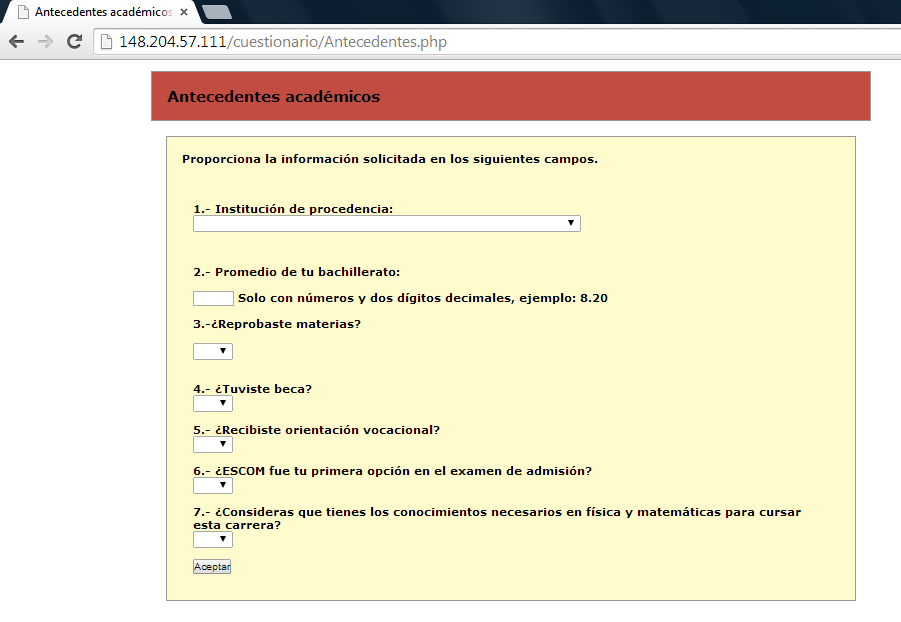 Antecedentes académicos
148.204.57.111/cuestionario/Antecedentes.php
Antecedentes académicos
Proporciona la información solicitada en los siguientes campos.
1.- Institución de procedencia:
2.- Promedio de tu bachillerato:
Solo con números y dos dígitos decimales, ejemplo: 8.20
3.-¿Reprobaste materias?
4.- ¿Tuviste beca?
5.- ¿Recibiste orientación vocacional?
6.- ¿ESCOM fue tu primera opción en el examen de admisión?
7.- ¿Consideras que tienes los conocimientos necesarios en física y matemáticas para cursar
esta carrera?
Aceptar